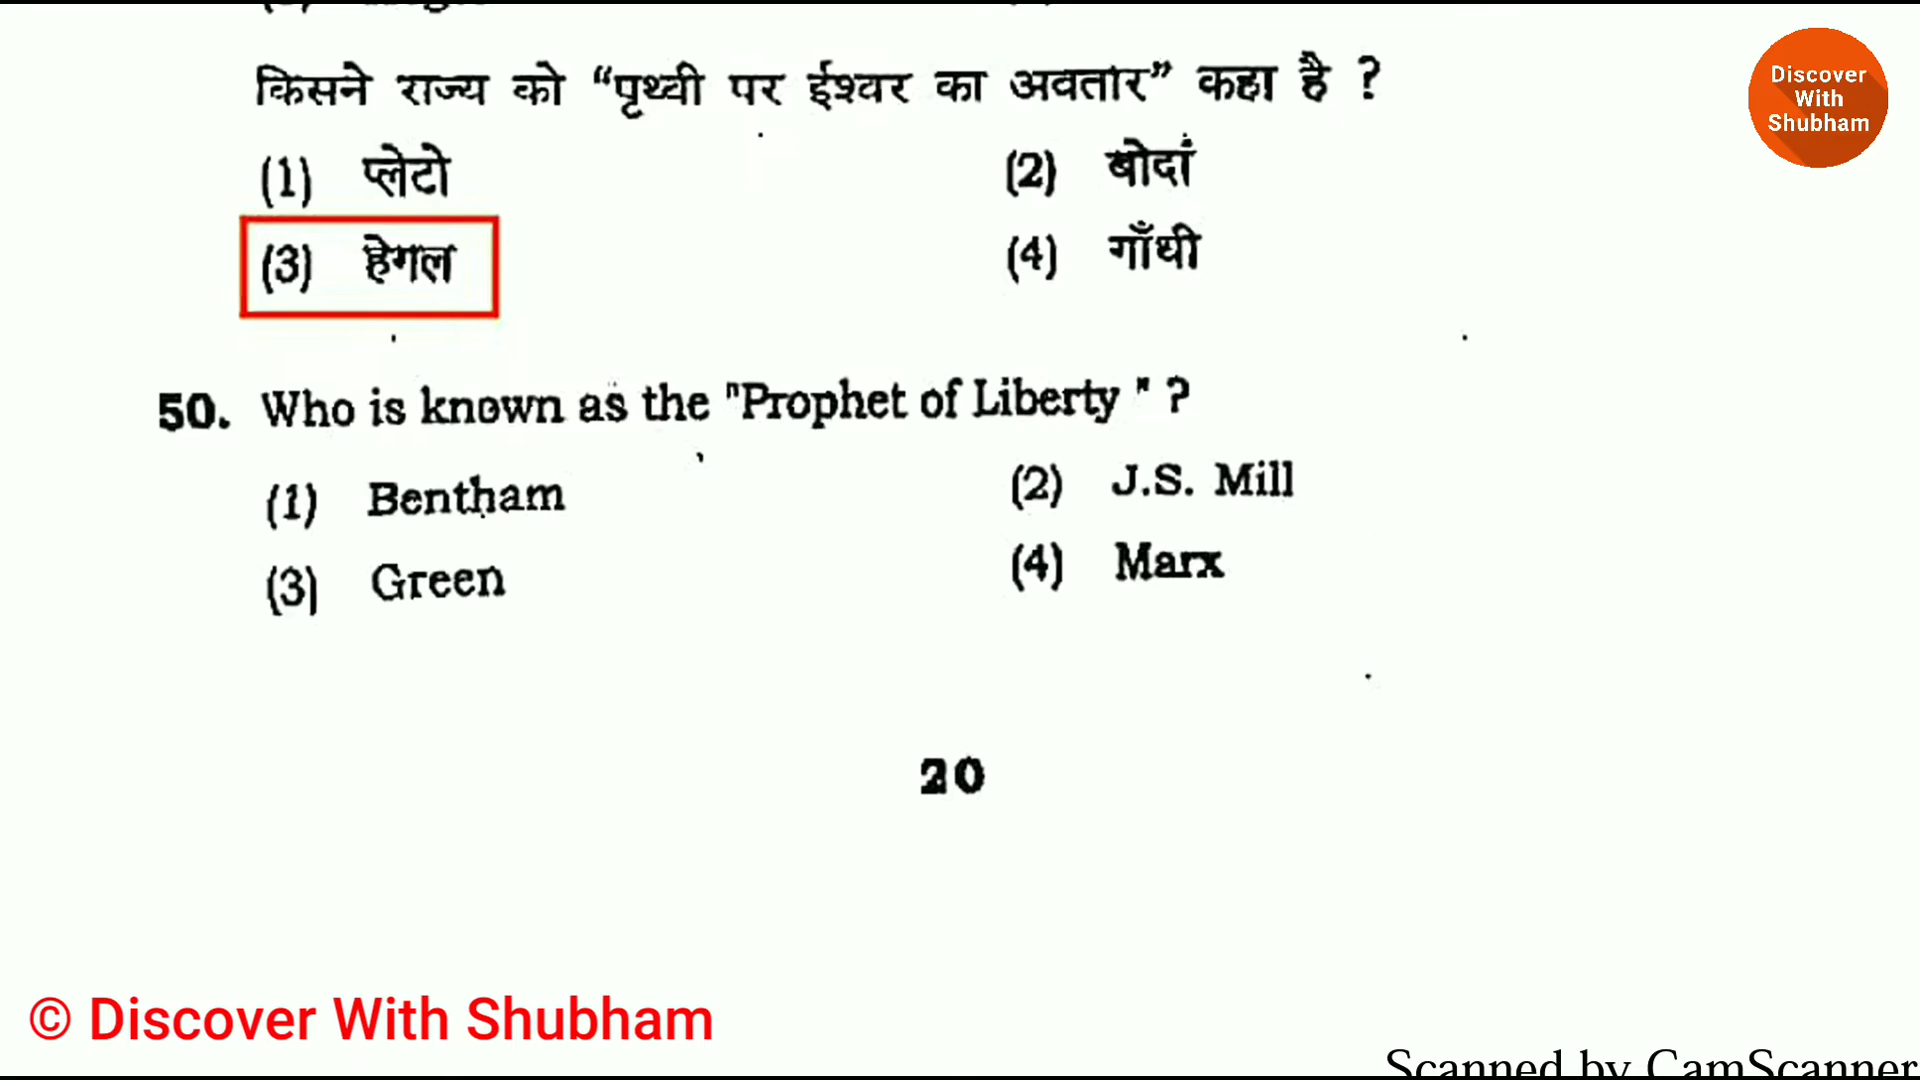 किसने राज्य को “पृथ्वी पर ईश्वर का अवतार” कहा है ?
(1) प्लेटो
(2) बोदां
(3) हेगल
(4) गाँधी
50. Who is known as the "Prophet of Liberty " ?
(1) Bentham
(2) J.S. Mill
(3) Green
(4) Marx
20
Discover
With
Shubham
© Discover With Shubham
Scanned by CamScanner